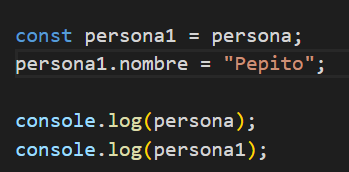 const persona1 = persona;
persona1.nombre = "Pepito";
console.log(persona);
console.log(persona1);